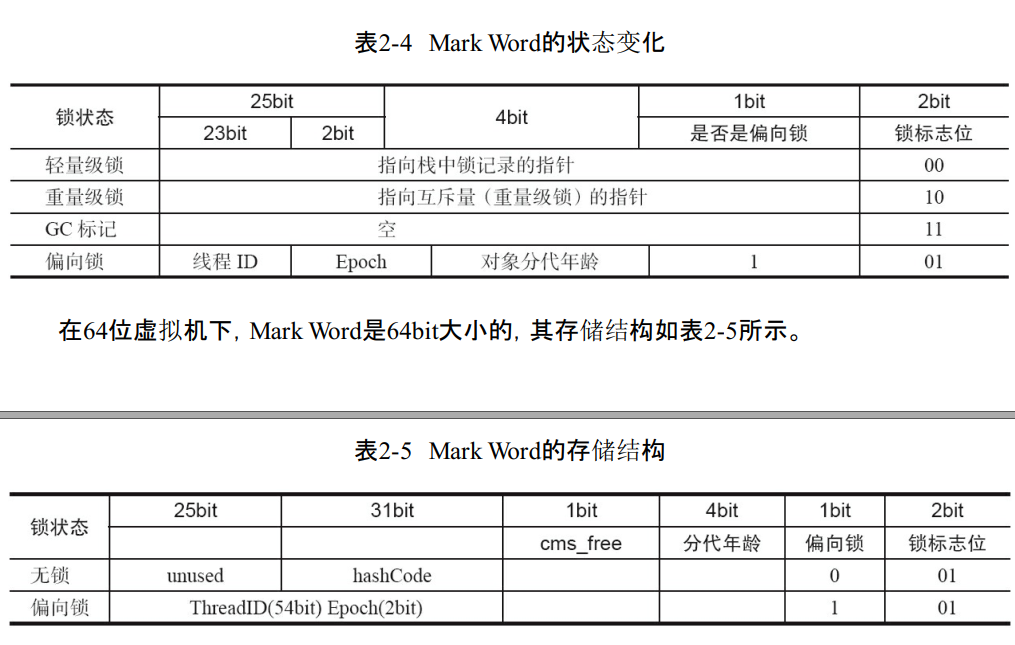 表2-4 Mark Word的状态变化
锁状态 25bit 4bit 1bit 2bit
23bit 2bit 是否是偏向锁 锁标志位
轻量级锁 指向栈中锁记录的指针 00
重量级锁 指向互斥量（重量级锁）的指针 10
GC 标记 空 11
偏向锁 线程 ID Epoch 对象分代年龄 1 01
在64位虚拟机下，Mark Word是64bit大小的，其存储结构如表2-5所示。
表2-5 Mark Word的存储结构
锁状态 25bit 31bit 1bit 4bit 1bit 2bit
cms_free 分代年龄 偏向锁 锁标志位
无锁 unused hashCode 0 01
偏向锁 ThreadID(54bit) Epoch(2bit) 1 01